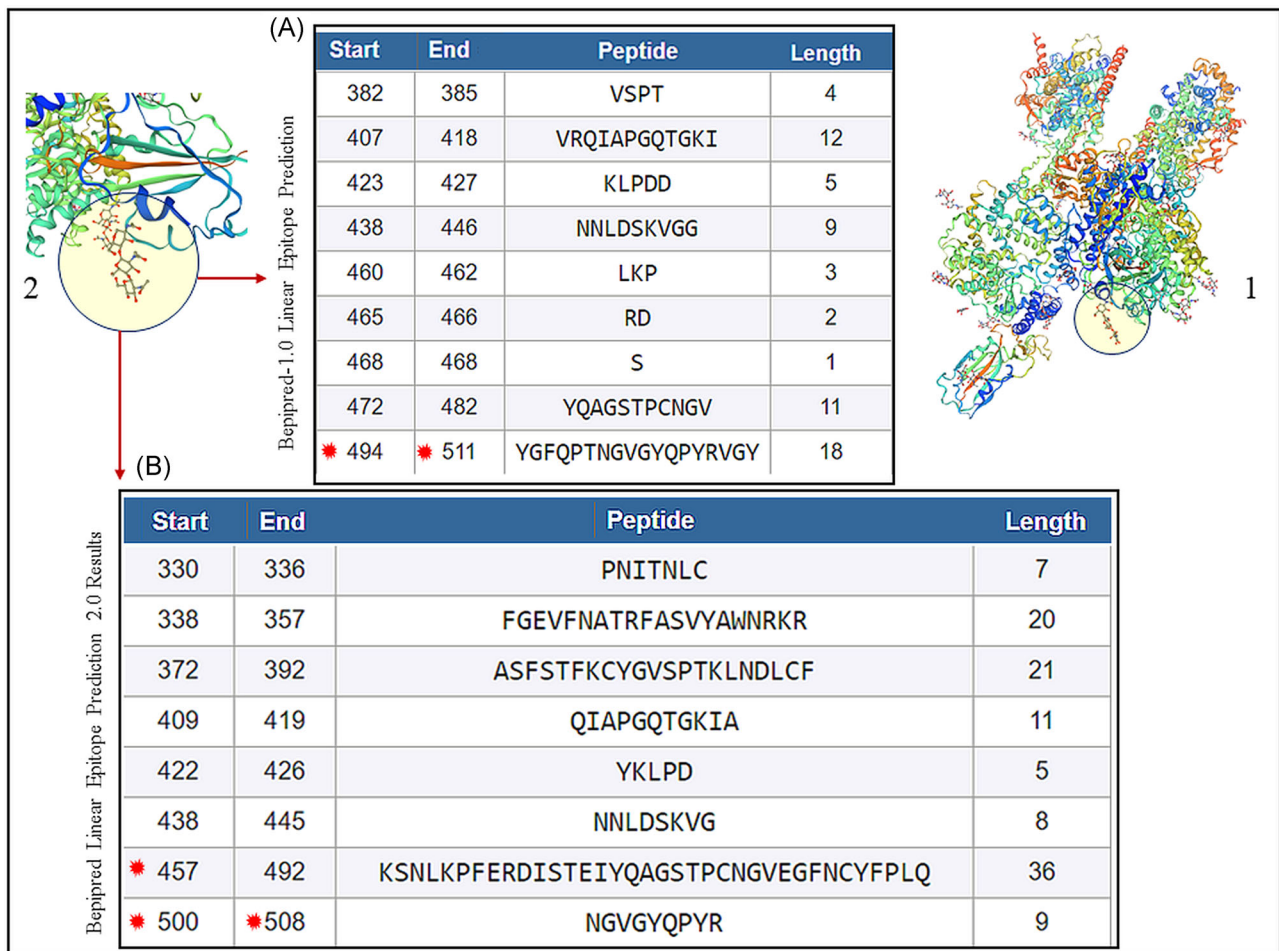 (A)
Start End Peptide Length
382 385 VSPT 4
407 418 VRQIAPGQTGKI 12
423 427 KLPDD 5
438 446 NNLDSKVGG 9
460 462 LKP 3
465 466 RD 2
468 468 S 1
472 482 YQAGSTPCNGV 11
494 511 YGFQPTNGVGYQPYRVGY 18
Bepipred-1.0 Linear Epitope Prediction
2
1
(B)
Start End Peptide Length
330 336 PNITNLC 7
338 357 FGEVFNATRFASVYAWNRKR 20
372 392 ASFSTFKCYGVSPTKLNDLCF 21
409 419 QIAPGQTGKIA 11
422 426 YKLPD 5
438 445 NNLDSKVG 8
457 492 KSNLKPFERDISTEIYQAGSTPCNGVEGFNCYFPLQ 36
500 508 NGVGYQPYR 9
Bepipred Linear Epitope Prediction 2.0 Results